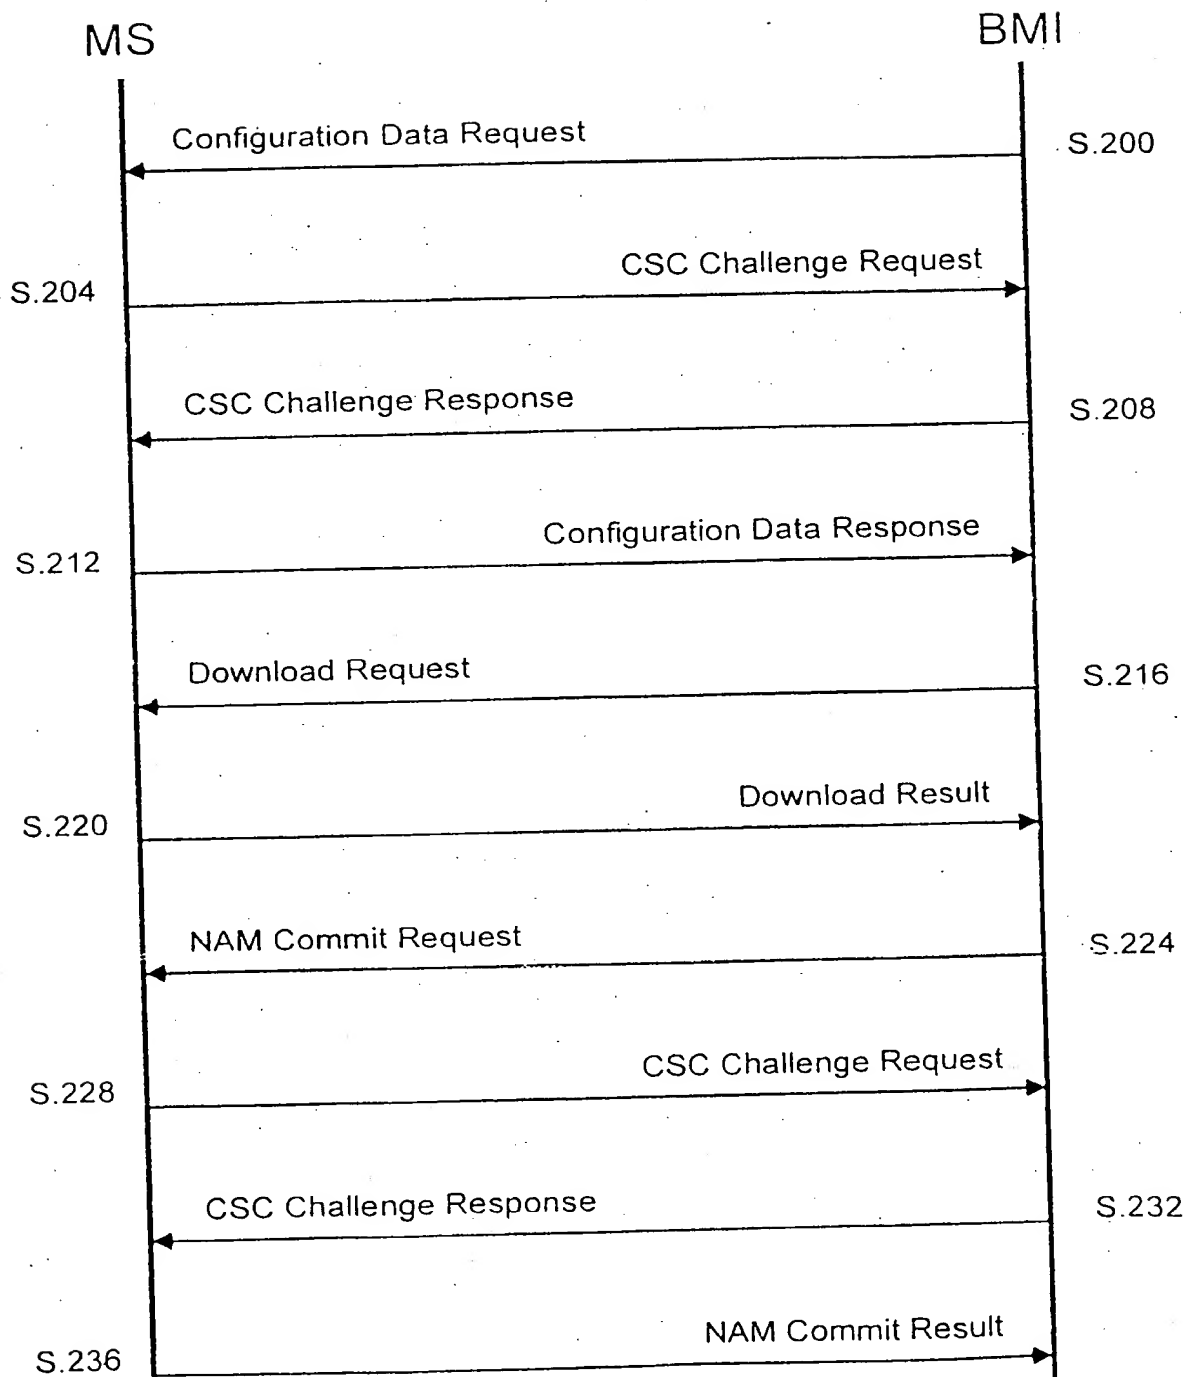 MS
BMI
Configuration Data Request
S.200
CSC Challenge Request
S.204
CSC Challenge Response
S.208
Configuration Data Response
S.212
Download Request
S.216
Download Result
S.220
NAM Commit Request
S.224
CSC Challenge Request
S.228
CSC Challenge Response
S.232
NAM Commit Result
S.236